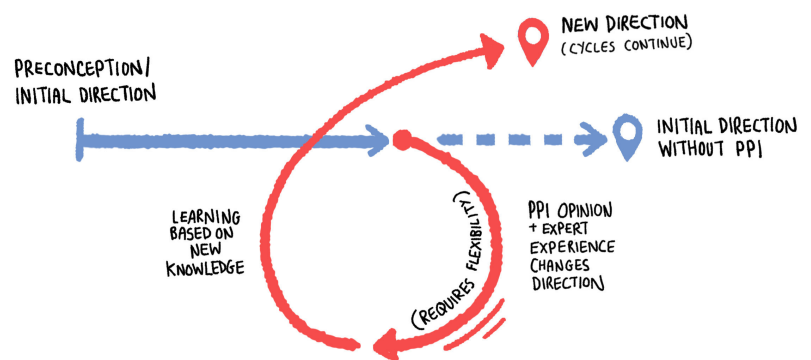 NEW DIRECTION
(CYCLES CONTINUE)
PRECONCEPTION/
INITIAL DIRECTION
INITIAL DIRECTION
WITHOUT PPI
LEARNING
BASED ON
NEW
KNOWLEDGE
(REQUIRES FLEXIBILITY)
PPI OPINION
+ EXPERT
EXPERIENCE
CHANGES
DIRECTION